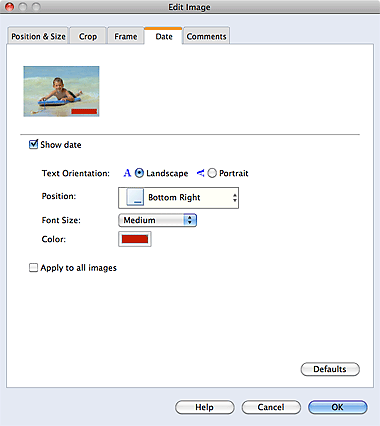 Edit Image
Position & Size Crop Frame Date Comments
Show date
Text Orientation: A Landscape A Portrait
Position: Bottom Right
Font Size: Medium
Color:
Apply to all images
Defaults
Help Cancel OK